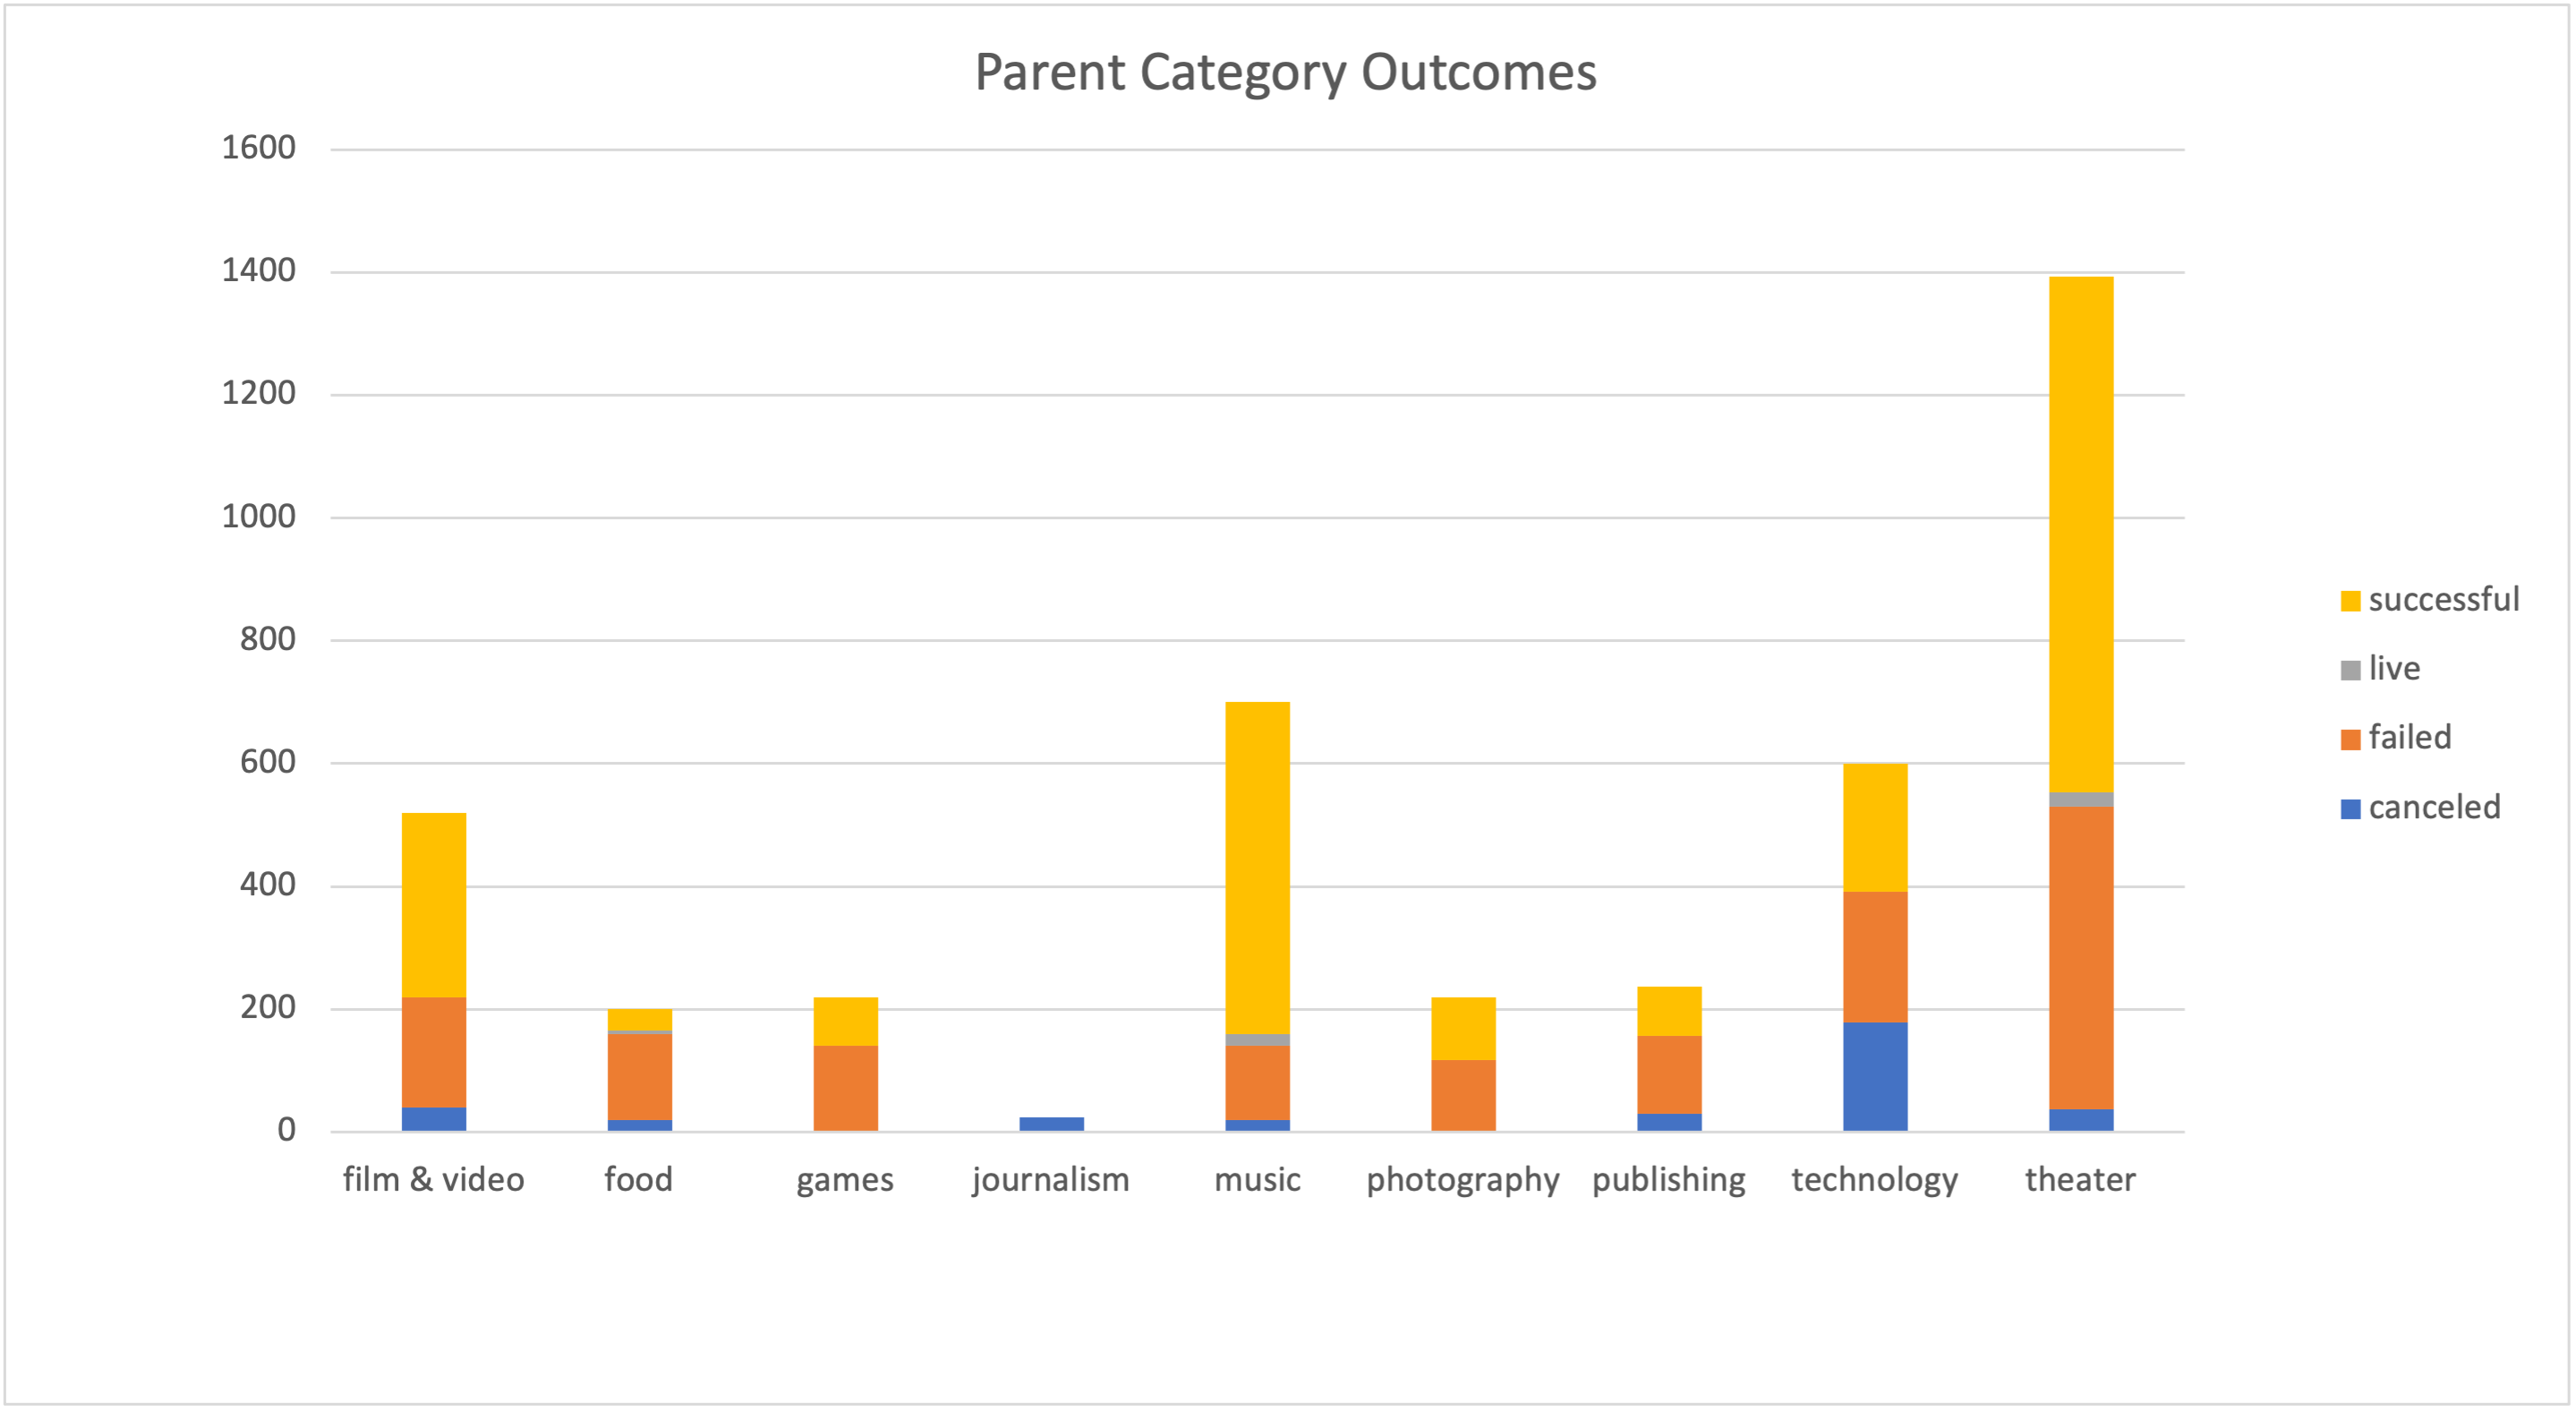 Parent Category Outcomes
1600
1400
1200
1000
800
600
400
200
0
film & video food games journalism music photography publishing technology theater
successful
live
failed
canceled